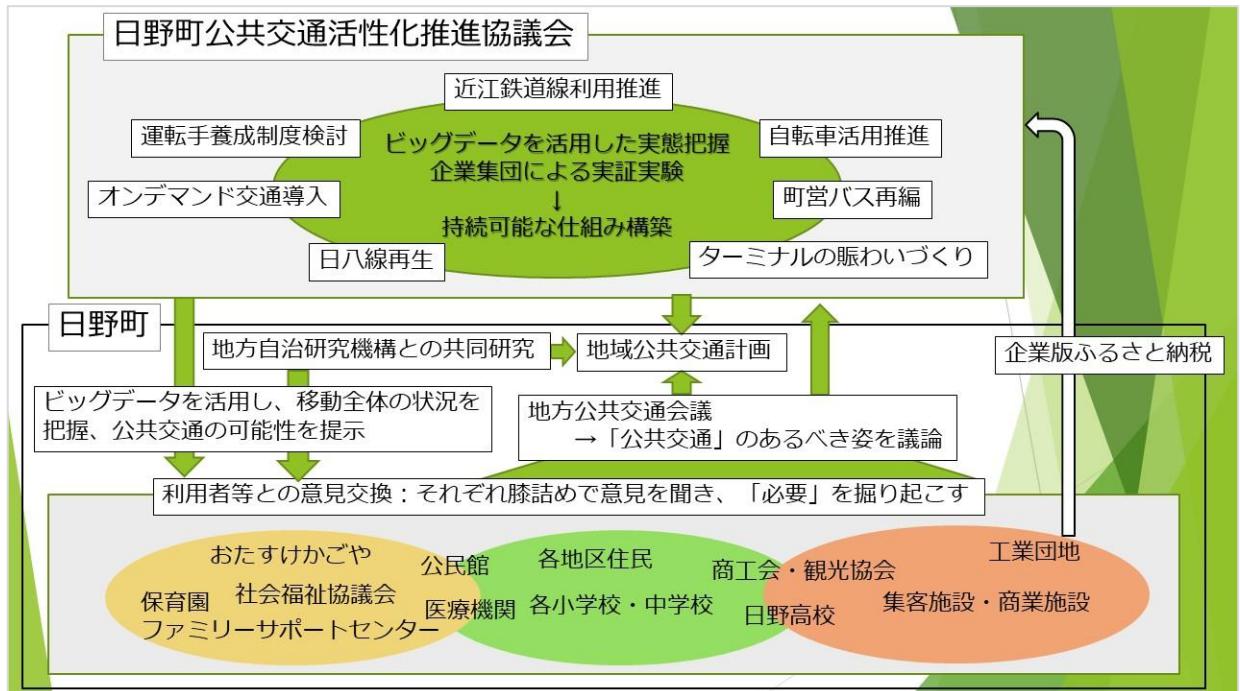 日野町公共交通活性化推進協議会
近江鉄道線利用推進
運転手養成制度検討
自転車活用推進
ビッグデータを活用した実態把握
企業集団による実証実験
↓
持続可能な仕組み構築
オンデマンド交通導入
町営バス再編
日八線再生
ターミナルの賑わいづくり
日野町
地方自治研究機構との共同研究
地域公共交通計画
企業版ふるさと納税
ビッグデータを活用し、移動全体の状況を
把握、公共交通の可能性を提示
地方公共交通会議
→「公共交通」のあるべき姿を議論
利用者等との意見交換：それぞれ膝詰めで意見を聞き、「必要」を掘り起こす
おたすけかごや
公民館
各地区住民
商工会・観光協会
工業団地
保育園
社会福祉協議会
医療機関
各小学校・中学校
日野高校
集客施設・商業施設
ファミリーサポートセンター